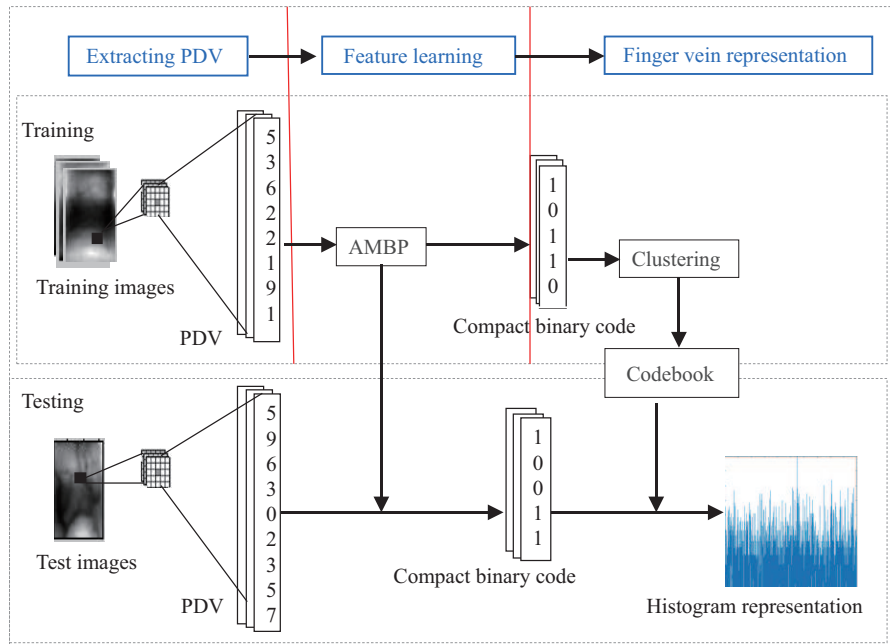 Extracting PDV
Feature learning
Finger vein representation
Training
Training images
5
3
6
2
2
1
9
1
PDV
AMBP
1
0
1
1
0
Compact binary code
Clustering
Codebook
Testing
Test images
5
9
6
3
0
2
3
5
7
PDV
1
0
0
1
1
Compact binary code
Histogram representation